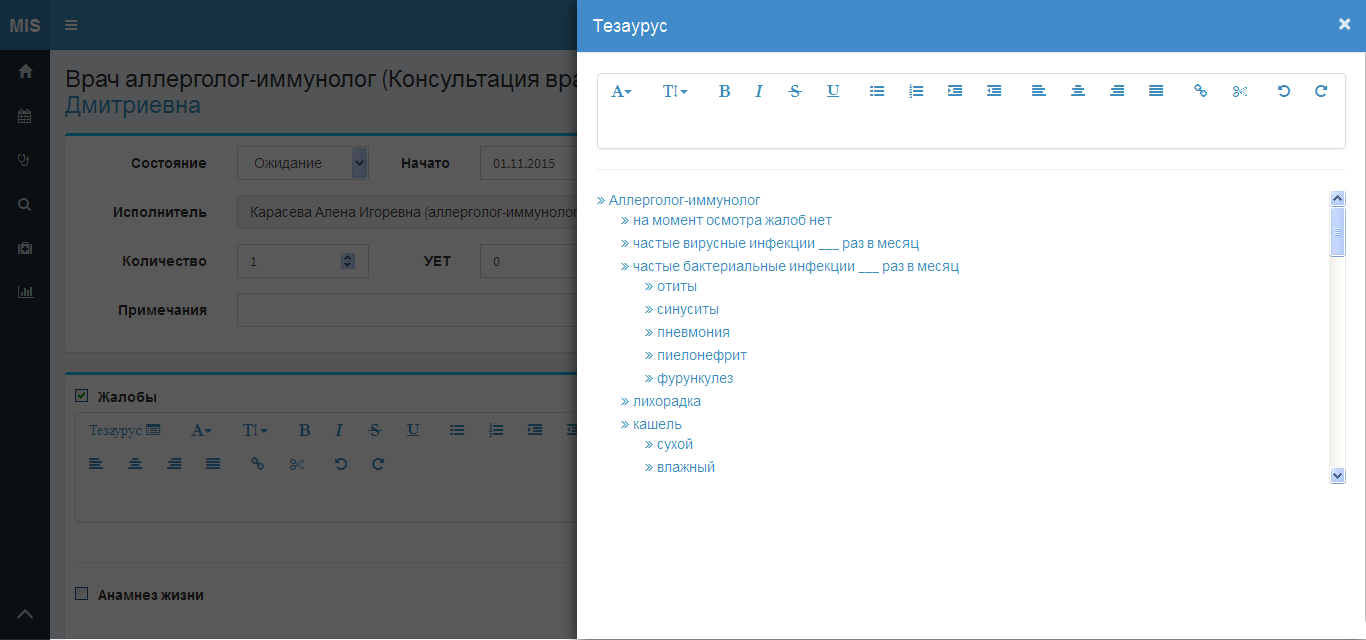 MIS
Врач аллерголог-иммунолог (Консультация вра
Дмитриевна
Состояние Ожидание Начато 01.11.2015
Исполнитель Карасева Алена Игоревна (аллерголог-иммунолог
Количество 1 УЕТ 0
Примечания
Жалобы
Тезаурус A TI B I S U
Анамнез жизни
Тезаурус ×
A TI B I S U
» Аллерголог-иммунолог
» на момент осмотра жалоб нет
» частые вирусные инфекции ___ раз в месяц
» частые бактериальные инфекции ___ раз в месяц
» отиты
» синуситы
» пневмония
» пиелонефрит
» фурункулез
» лихорадка
» кашель
» сухой
» влажный